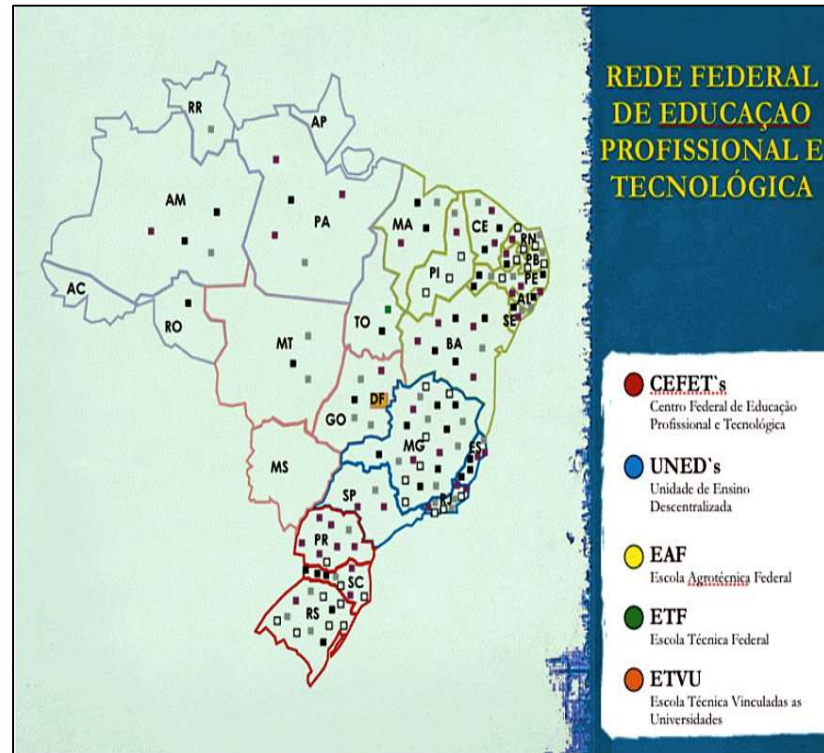 REDE FEDERAL
DE EDUCAÇAO
PROFISSIONAL E
TECNOLÓGICA
RR
AP
AM
PA
MA
CE
RN
PB
PI
PE
AC
AL
TO
SE
RO
BA
MT
DF
GO
MG
ES
MS
SP
RJ
PR
SC
RS
CEFET`s
Centro Federal de Educação
Profissional e Tecnológica
UNED`s
Unidade de Ensino
Descentralizada
EAF
Escola Agrotécnica Federal
ETF
Escola Técnica Federal
ETVU
Escola Técnica Vinculadas as
Universidades